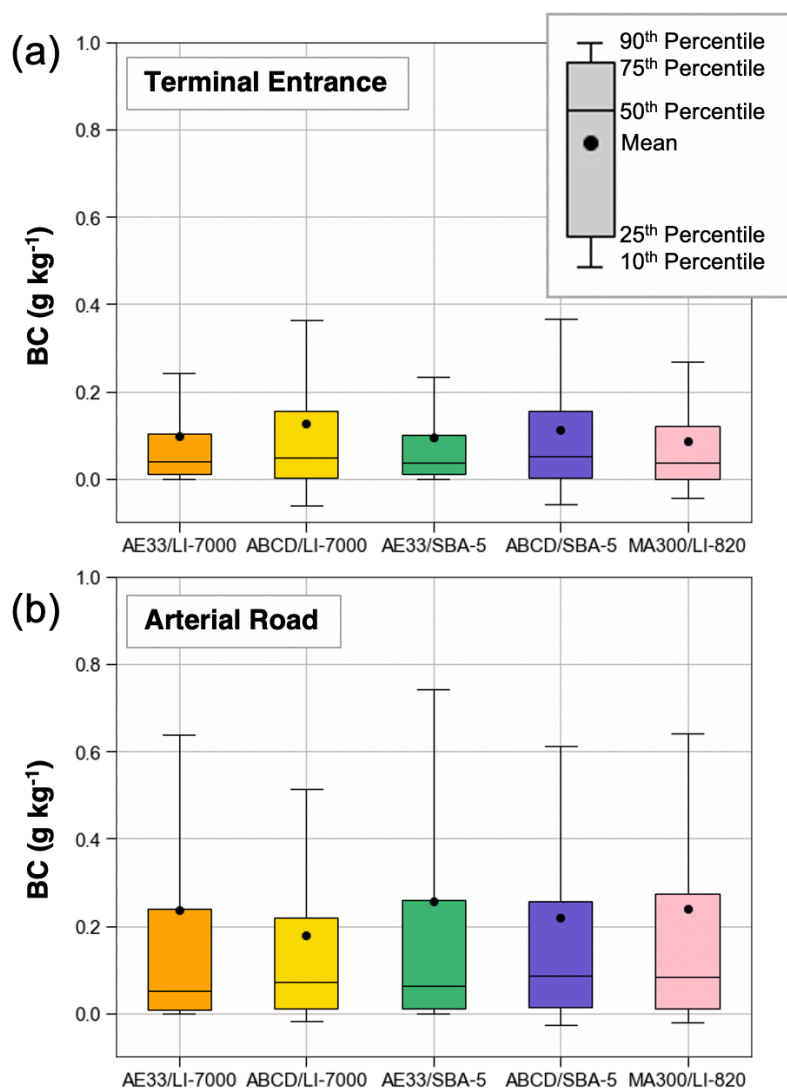 (a)
Terminal Entrance
90th Percentile
75th Percentile
50th Percentile
Mean
25th Percentile
10th Percentile
BC (g kg-1)
1.0
0.8
0.6
0.4
0.2
0.0
AE33/LI-7000 ABCD/LI-7000 AE33/SBA-5 ABCD/SBA-5 MA300/LI-820
(b)
Arterial Road
BC (g kg-1)
1.0
0.8
0.6
0.4
0.2
0.0
AE33/LI-7000 ABCD/LI-7000 AE33/SBA-5 ABCD/SBA-5 MA300/LI-820